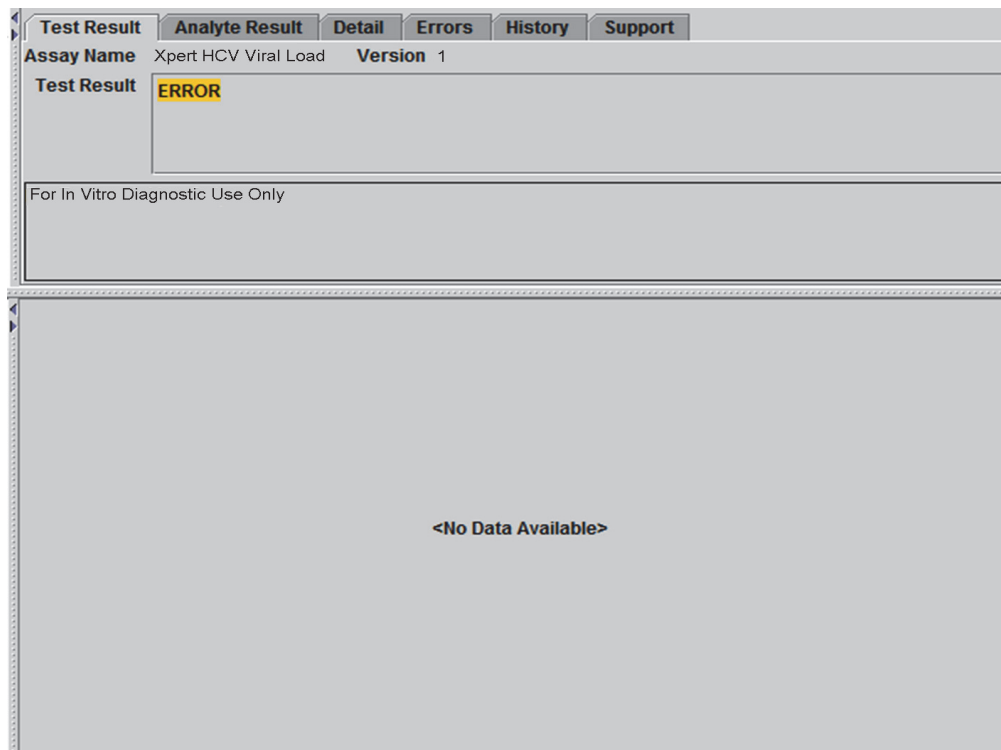 Test Result Analyte Result Detail Errors History Support
Assay Name Xpert HCV Viral Load Version 1
Test Result ERROR
For In Vitro Diagnostic Use Only
<No Data Available>